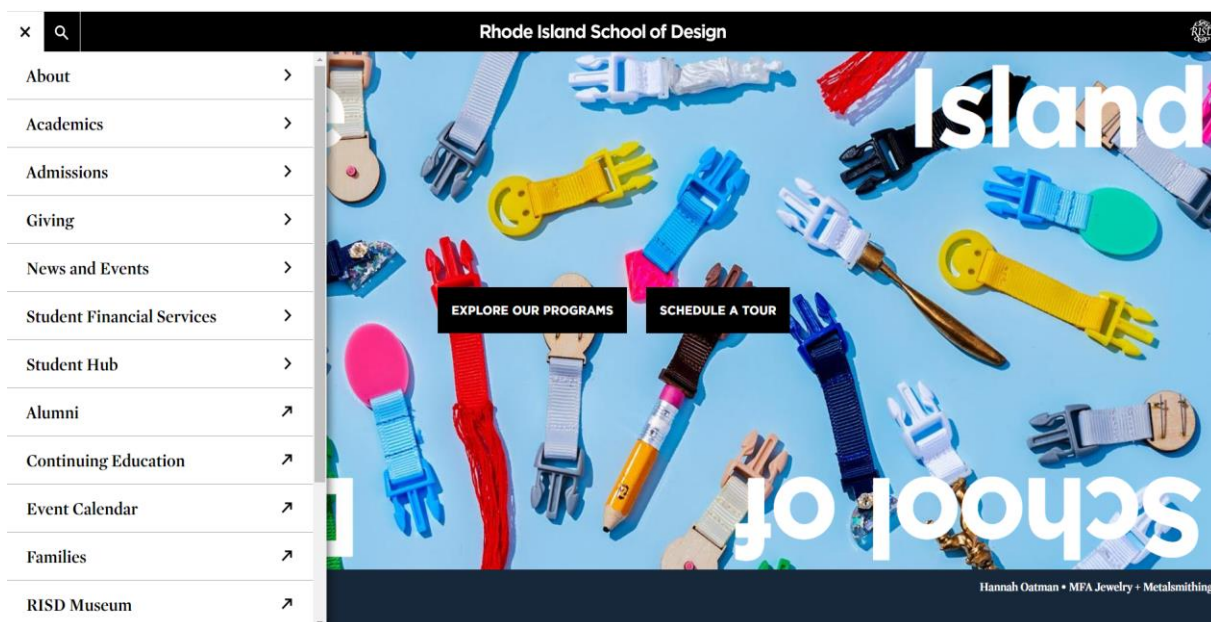 Rhode Island School of Design
RISD
About
Academics
Admissions
Giving
News and Events
Student Financial Services
Student Hub
Alumni
Continuing Education
Event Calendar
Families
RISD Museum
Island
EXPLORE OUR PROGRAMS
SCHEDULE A TOUR
School of
Hannah Oatman • MFA Jewelry + Metalsmithing